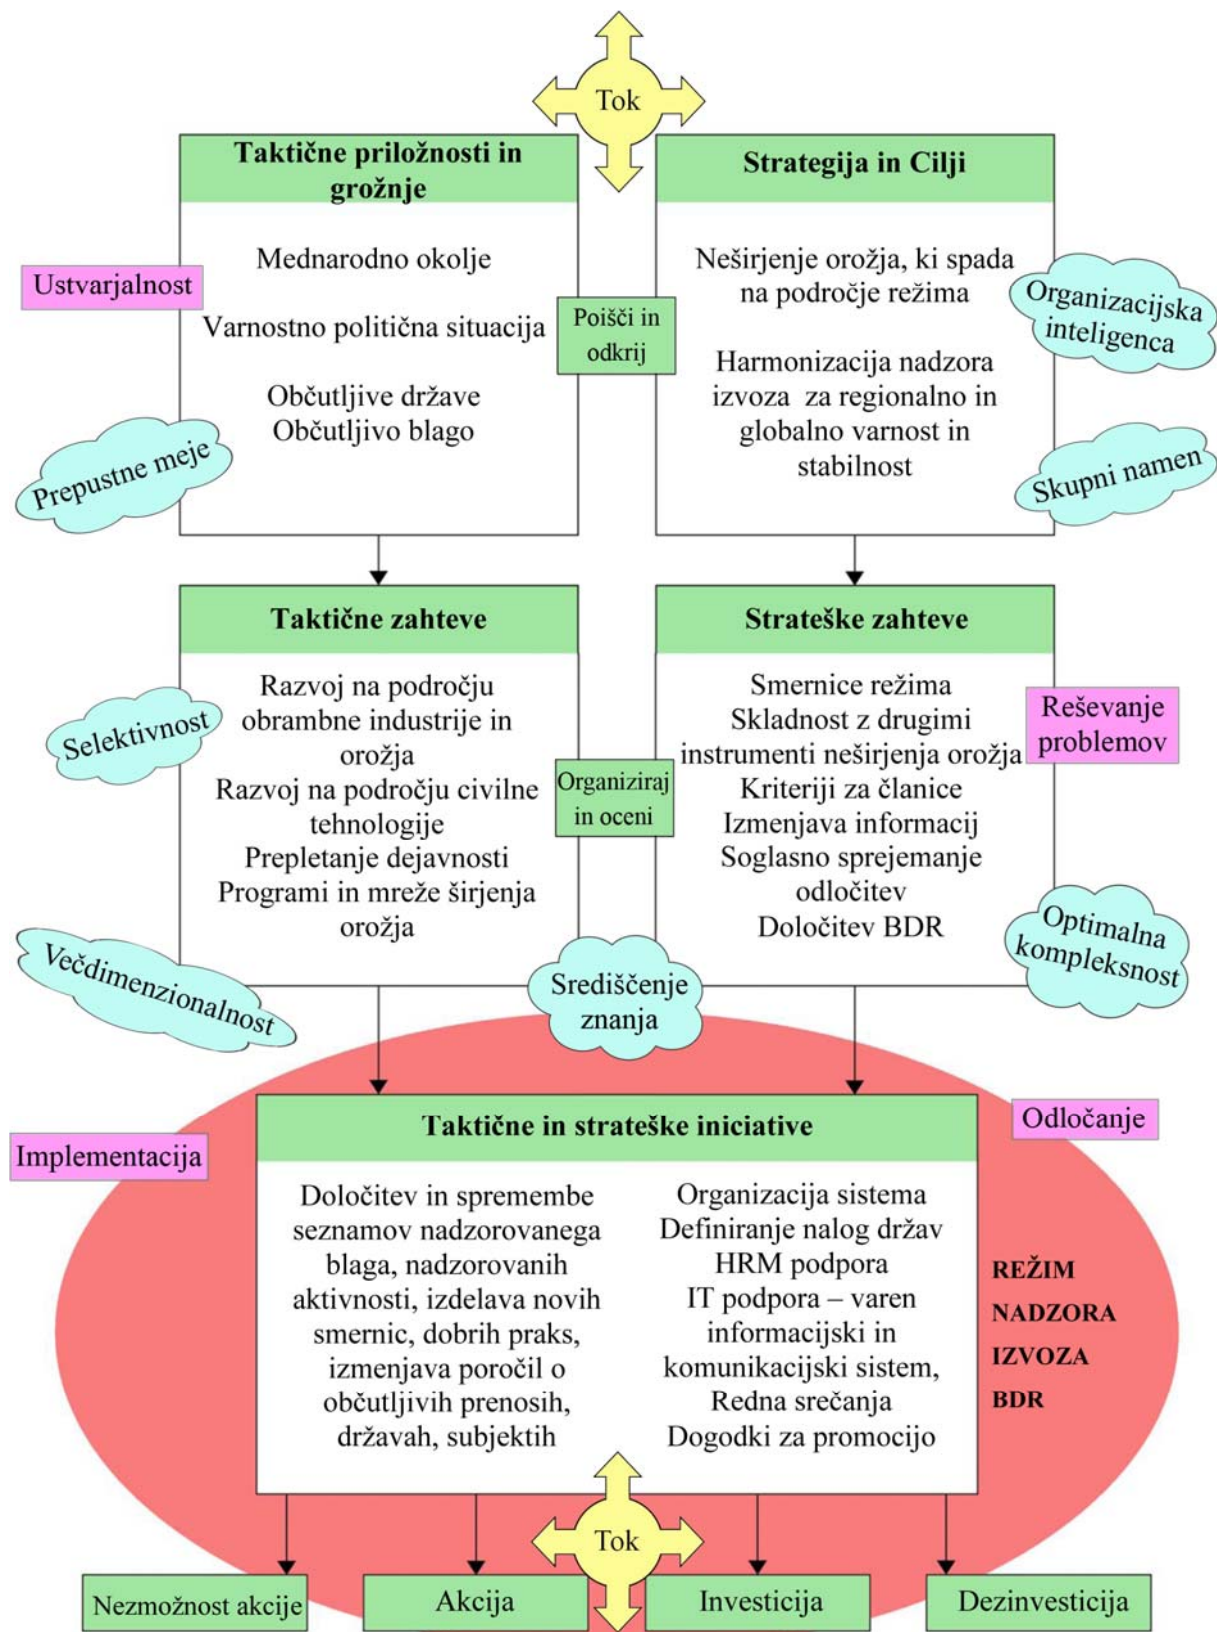 Tok
Taktične priložnosti in
grožnje
Strategija in Cilji
Mednarodno okolje
Varnostno politična situacija
Občutljive države
Občutljivo blago
Ustvarjalnost
Prepustne meje
Poišči in
odkrij
Neširjenje orožja, ki spada
na področje režima
Harmonizacija nadzora
izvoza za regionalno in
globalno varnost in
stabilnost
Organizacijska
inteligenca
Skupni namen
Taktične zahteve
Strateške zahteve
Razvoj na področju
obrambne industrije in
orožja
Razvoj na področju civilne
tehnologije
Prepletanje dejavnosti
Programi in mreže širjenja
orožja
Selektivnost
Večdimenzionalnost
Organiziraj
in oceni
Smernice režima
Skladnost z drugimi
instrumenti neširjenja orožja
Kriteriji za članice
Izmenjava informacij
Soglasno sprejemanje
odločitev
Določitev BDR
Reševanje
problemov
Optimalna
kompleksnost
Središčenje
znanja
Implementacija
Odločanje
Taktične in strateške iniciative
Določitev in spremembe
seznamov nadzorovanega
blaga, nadzorovanih
aktivnosti, izdelava novih
smernic, dobrih praks,
izmenjava poročil o
občutljivih prenosih,
državah, subjektih
Organizacija sistema
Definiranje nalog držav
HRM podpora
IT podpora – varen
informacijski in
komunikacijski sistem,
Redna srečanja
Dogodki za promocijo
REŽIM
NADZORA
IZVOZA
BDR
Tok
Nezmožnost akcije
Akcija
Investicija
Dezinvesticija